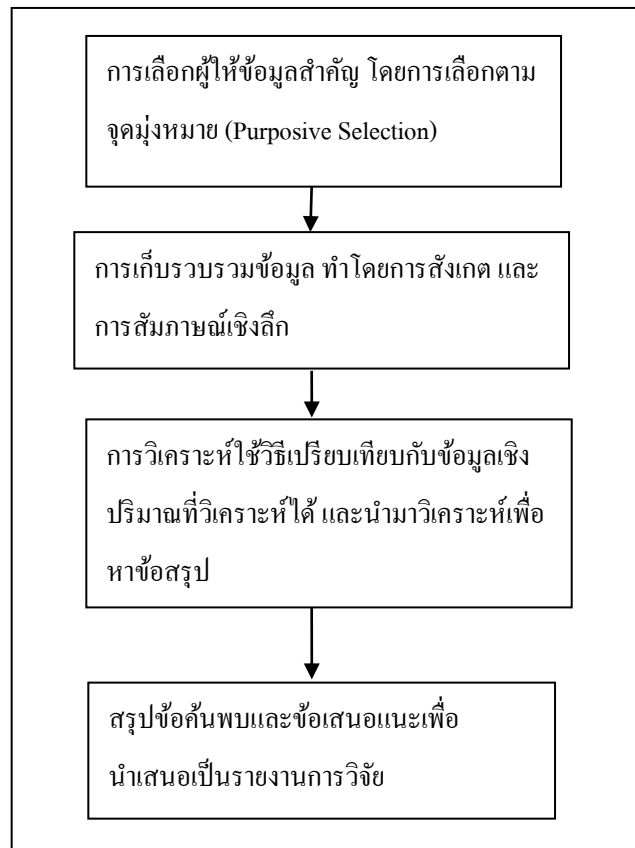 การเลือกผู้ให้ข้อมูลสำคัญ โดยการเลือกตาม
จุดมุ่งหมาย (Purposive Selection)
การเก็บรวบรวมข้อมูล ทำโดยการสังเกต และ
การสัมภาษณ์เชิงลึก
การวิเคราะห์ใช้วิธีเปรียบเทียบกับข้อมูลเชิง
ปริมาณที่วิเคราะห์ได้ และนำมาวิเคราะห์เพื่อ
หาข้อสรุป
สรุปข้อค้นพบและข้อเสนอแนะเพื่อ
นำเสนอเป็นรายงานการวิจัย